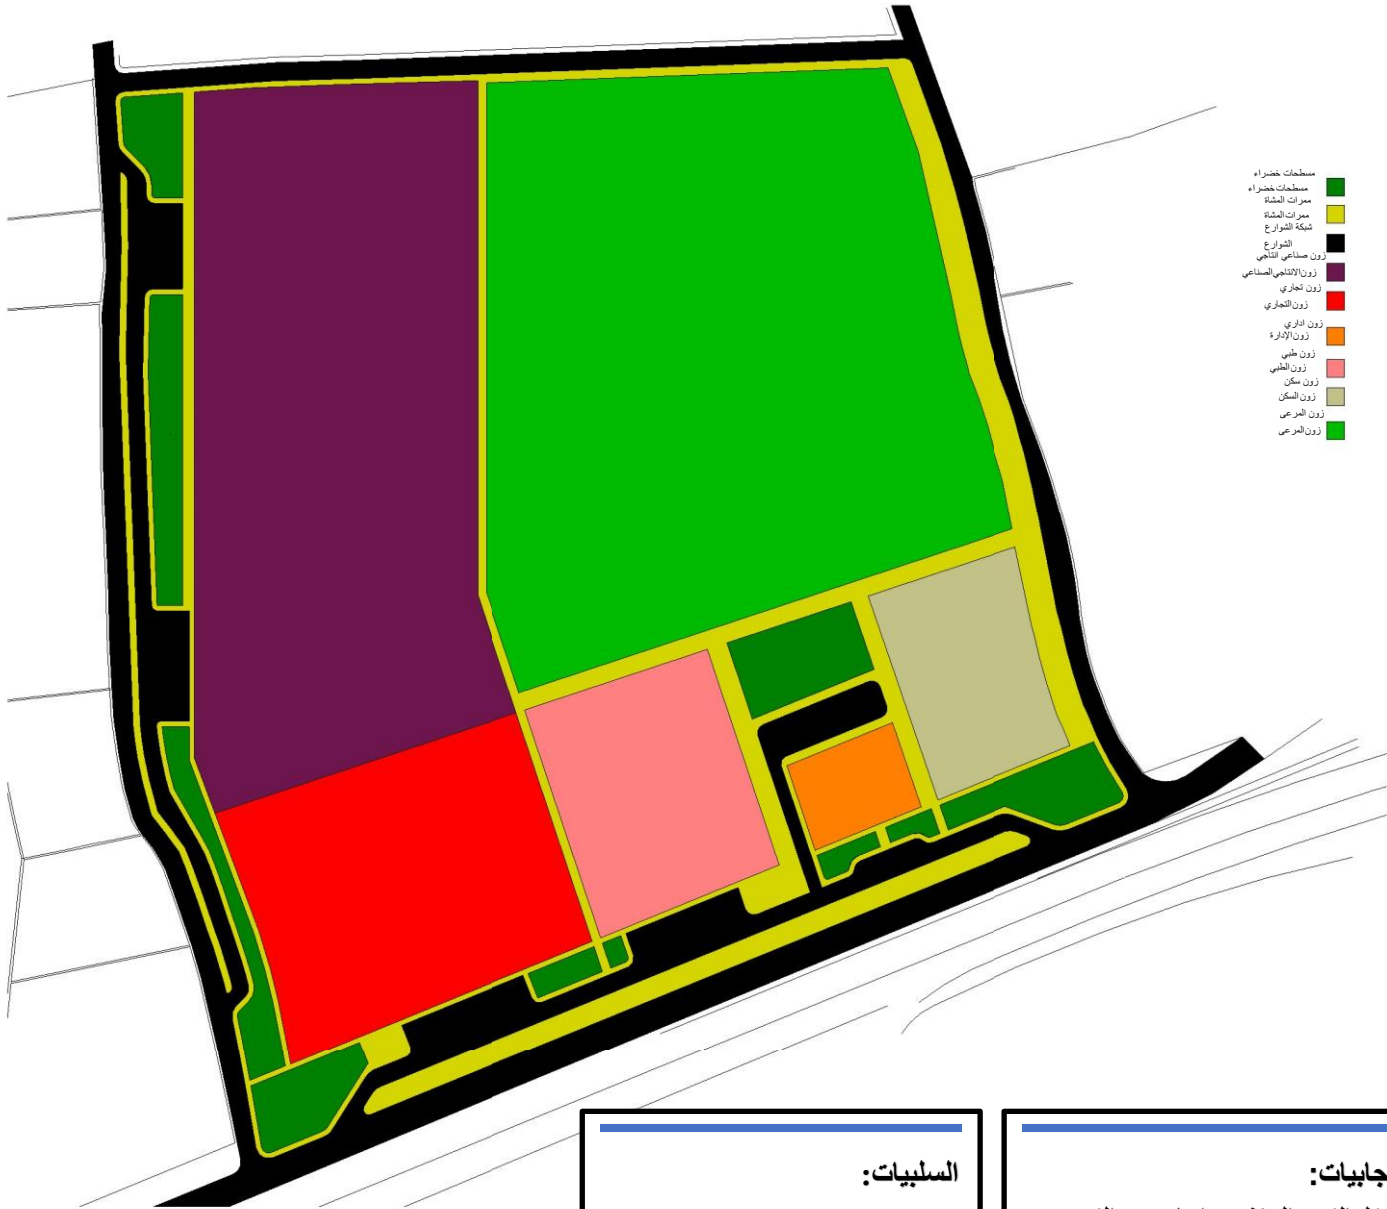 مسطحات خضراء
مسطحات خضراء
ممرات المشاة
ممرات المشاة
شبكة الشوارع
الشوارع
زون صناعي انتاجي
زون الانتاجي الصناعي
زون تجاري
زون التجاري
زون اداري
زون الإدارة
زون طبي
زون الطبي
زون سكن
زون السكن
زون المرعى
زون المرعى
جابيات:
السلبيات: